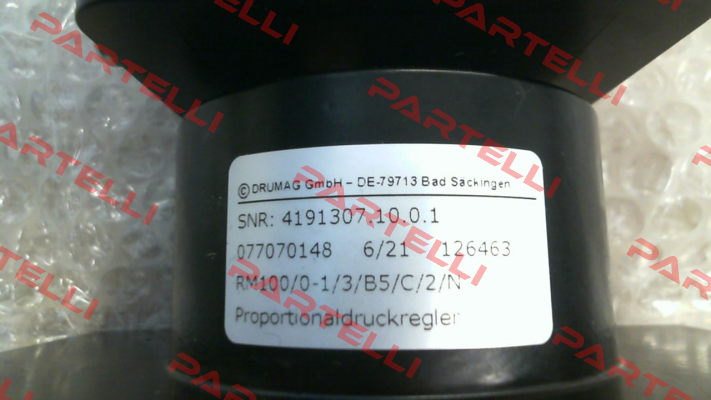 © DRUMAG GmbH – DE-79713 Bad Säckingen
SNR: 4191307.10.0.1
077070148 6/21 126463
RM100/0-1/3/B5/C/2/N
Proportionaldruckregler
PARTELLI
PARTELLI
PARTELLI
PARTELLI
PARTELLI
PARTELLI
PARTELLI
PARTELLI